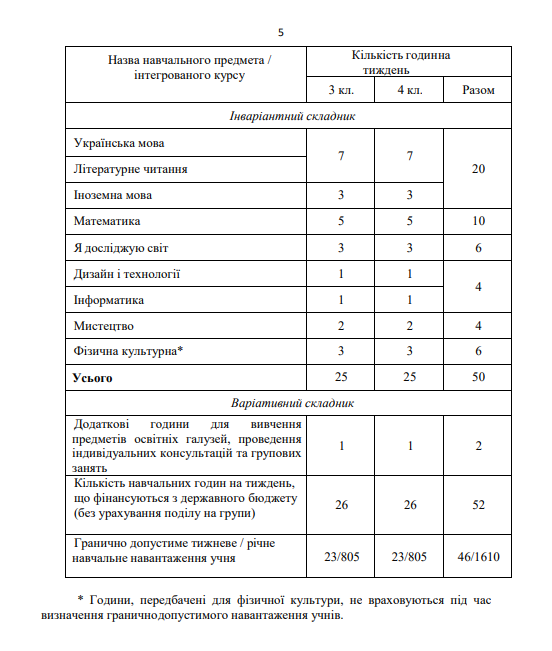 5
Назва навчального предмета /
інтегрованого курсу
Кількість годинна
тиждень
3 кл.
4 кл.
Разом
Інваріантний складник
Українська мова
7
7
20
Літературне читання
Іноземна мова
3
3
Математика
5
5
10
Я досліджую світ
3
3
6
Дизайн і технології
1
1
4
Інформатика
1
1
Мистецтво
2
2
4
Фізична культурна*
3
3
6
Усього
25
25
50
Варіативний складник
Додаткові години для вивчення
предметів освітніх галузей, проведення
індивідуальних консультацій та групових
занять
1
1
2
Кількість навчальних годин на тиждень,
що фінансуються з державного бюджету
(без урахування поділу на групи)
26
26
52
Гранично допустиме тижневе / річне
навчальне навантаження учня
23/805
23/805
46/1610
* Години, передбачені для фізичної культури, не враховуються під час
визначення граничнодопустимого навантаження учнів.